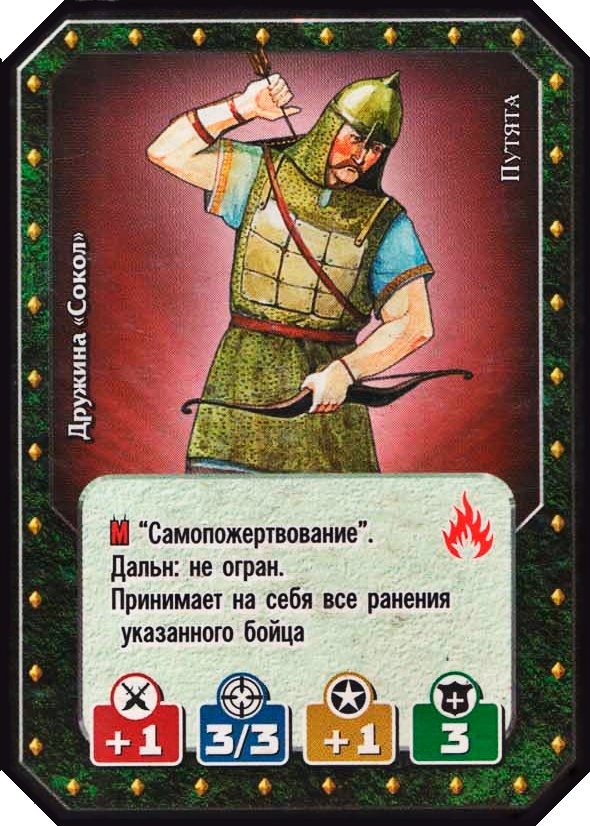 Путята
Дружина «Сокол»
М “Самопожертвование”.
Дальн: не огран.
Принимает на себя все ранения
указанного бойца
+1
3/3
+1
3